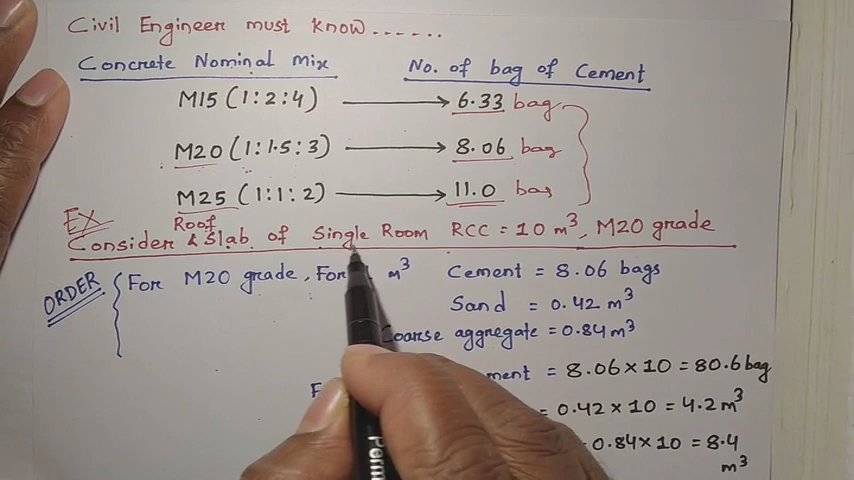 Civil Engineer must know......
Concrete Nominal Mix No. of bag of Cement
M15 (1:2:4) 6.33 bag
M20 (1:1.5:3) 8.06 bag
M25 (1:1:2) 11.0 bag
EX Roof
Consider & Slab of Single Room RCC = 10 m³, M20 grade
ORDER For M20 grade, For m³ Cement = 8.06 bags
Sand = 0.42 m³
Coarse aggregate = 0.84 m³
= 8.06 × 10 = 80.6 bag
= 0.42 × 10 = 4.2 m³
0.84 × 10 = 8.4
m³
Perma